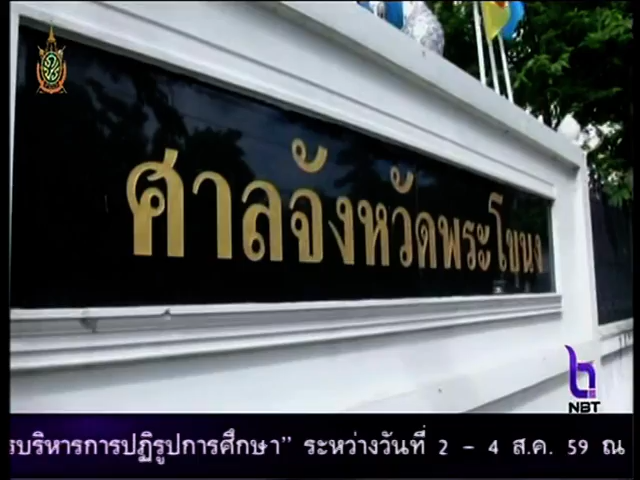 ศาลจังหวัดพระโขนง
NBT
รบริหารการปฏิรูปการศึกษา” ระหว่างวันที่ 2 - 4 ส.ค. 59 ณ